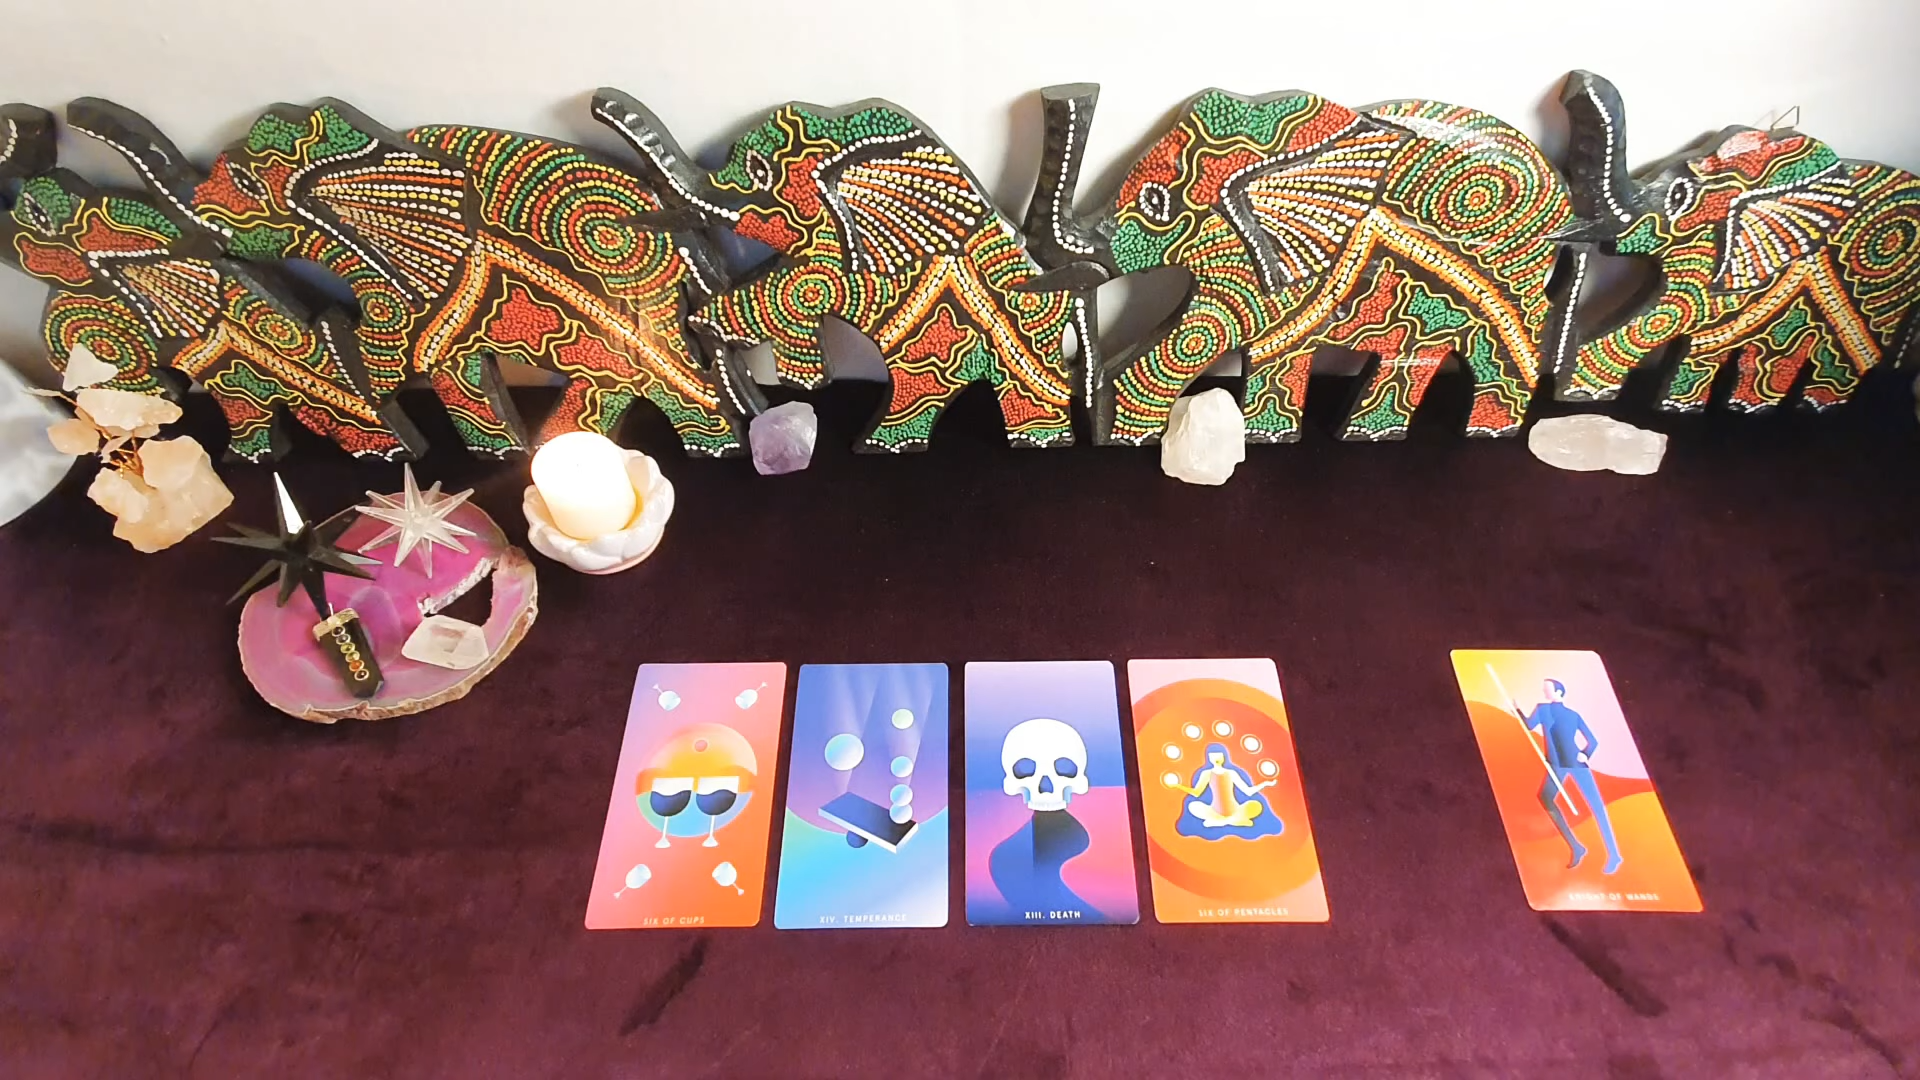 SIX OF CUPS
XIV. TEMPERANCE
XIII. DEATH
SIX OF PENTACLES
KNIGHT OF WANDS